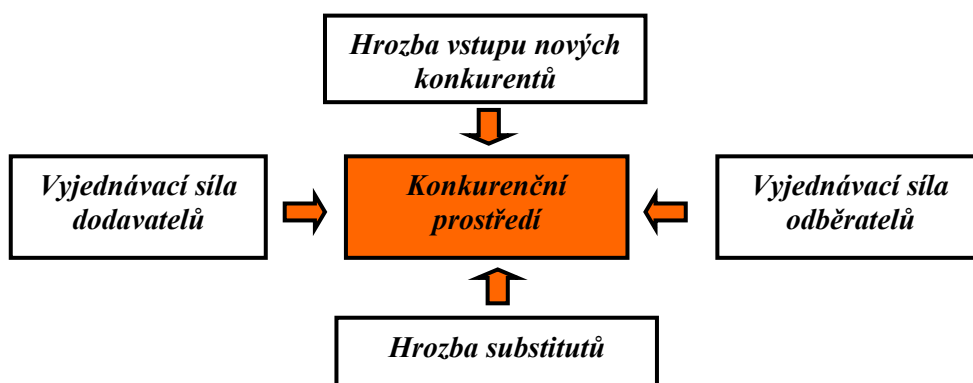 Hrozba vstupu nových
konkurentů
Vyjednávací síla
dodavatelů
Konkurenční
prostředí
Vyjednávací síla
odběratelů
Hrozba substitutů